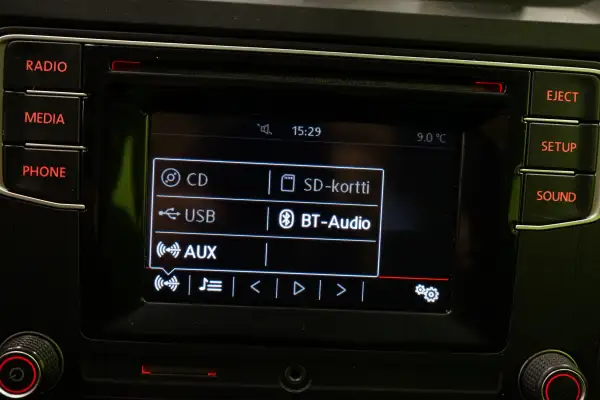 RADIO
MEDIA
PHONE
15:29
9.0 °C
CD
SD-kortti
USB
BT-Audio
AUX
EJECT
SETUP
SOUND